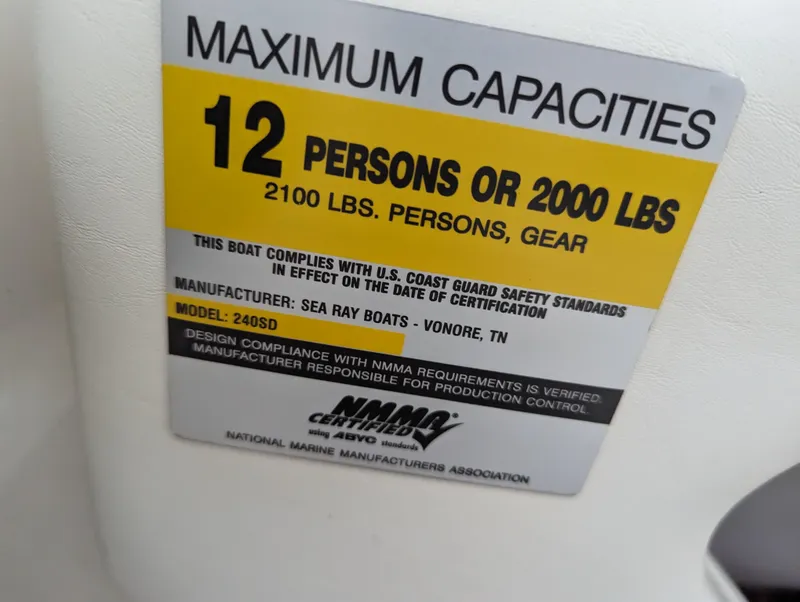 MAXIMUM CAPACITIES
12 PERSONS OR 2000 LBS
2100 LBS. PERSONS, GEAR
THIS BOAT COMPLIES WITH U.S. COAST GUARD SAFETY STANDARDS
IN EFFECT ON THE DATE OF CERTIFICATION
MANUFACTURER: SEA RAY BOATS - VONORE, TN
MODEL: 240SD
DESIGN COMPLIANCE WITH NMMA REQUIREMENTS IS VERIFIED.
MANUFACTURER RESPONSIBLE FOR PRODUCTION CONTROL.
NMMA®
CERTIFIED
using ABYC standards
NATIONAL MARINE MANUFACTURERS ASSOCIATION